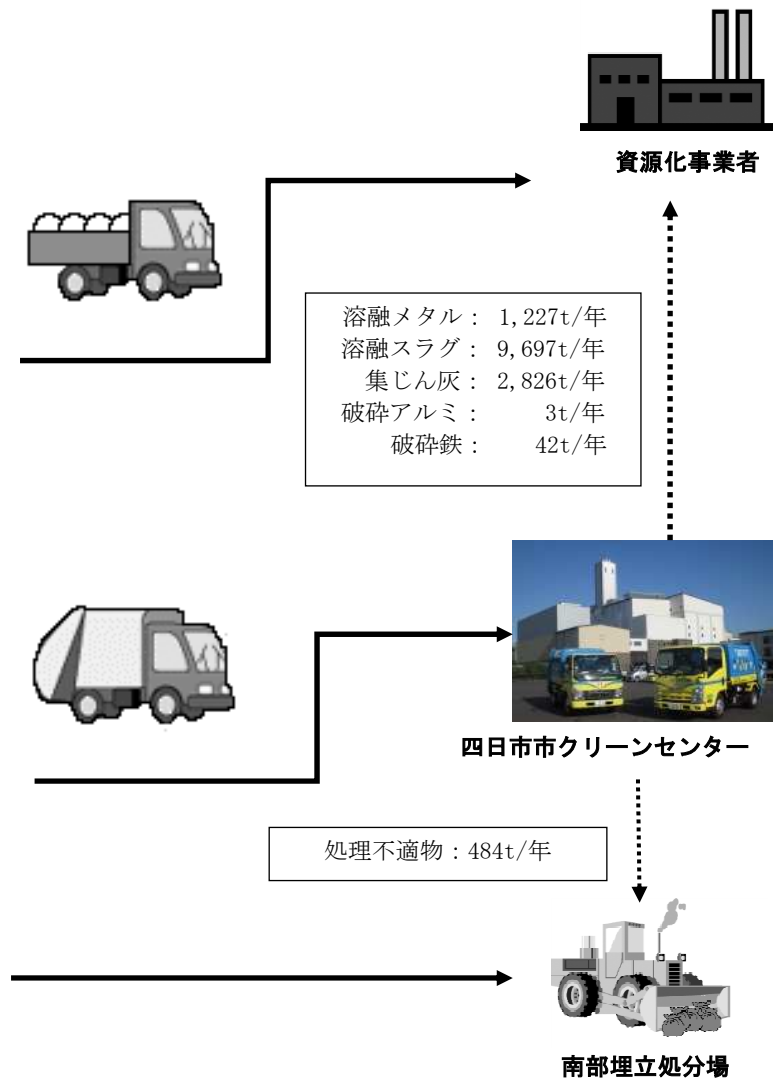 資源化事業者
溶融メタル： 1,227t/年
溶融スラグ： 9,697t/年
集じん灰： 2,826t/年
破砕アルミ： 3t/年
破砕鉄： 42t/年
四日市市クリーンセンター
処理不適物：484t/年
南部埋立処分場